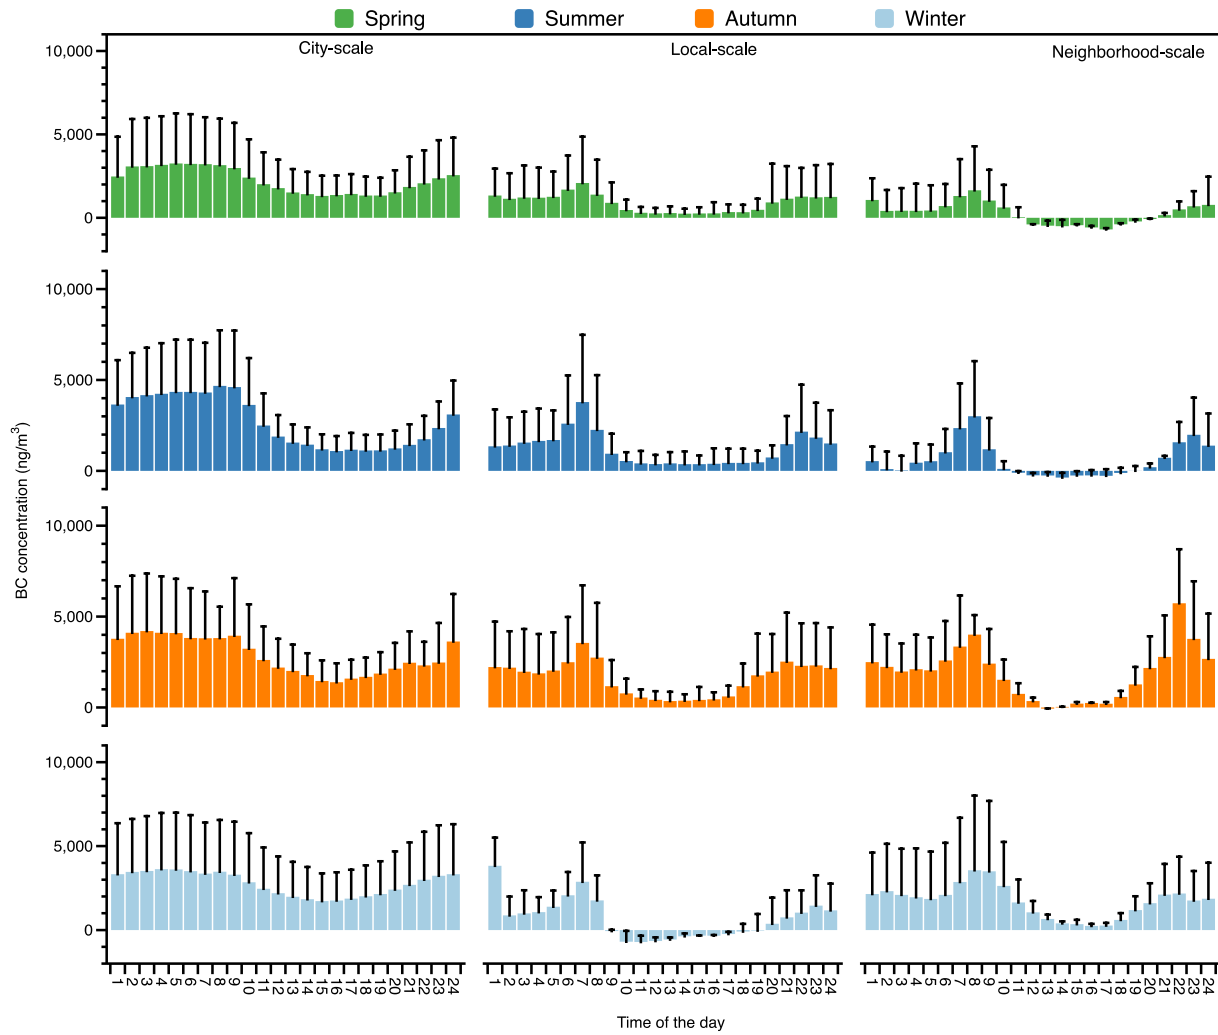 Spring Summer Autumn Winter
City-scale Local-scale Neighborhood-scale
10,000
5,000
0
10,000
5,000
0
10,000
5,000
0
10,000
5,000
0
BC concentration (ng/m³)
1 2 3 4 5 6 7 8 9 10 11 12 13 14 15 16 17 18 19 20 21 22 23 24
1 2 3 4 5 6 7 8 9 10 11 12 13 14 15 16 17 18 19 20 21 22 23 24
1 2 3 4 5 6 7 8 9 10 11 12 13 14 15 16 17 18 19 20 21 22 23 24
Time of the day